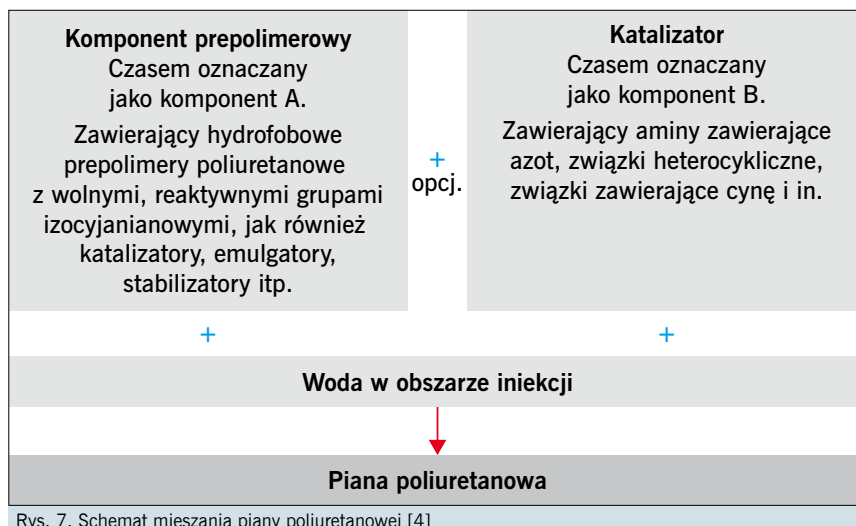 Komponent prepolimerowy
Czasem oznaczany
jako komponent A.
Zawierający hydrofobowe
prepolimery poliuretanowe
z wolnymi, reaktywnymi grupami
izocyjanianowymi, jak również
katalizatory, emulgatory,
stabilizatory itp.
+
opcj.
Katalizator
Czasem oznaczany
jako komponent B.
Zawierający aminy zawierające
azot, związki heterocykliczne,
związki zawierające cynę i in.
+
+
Woda w obszarze iniekcji
Piana poliuretanowa
Rys. 7. Schemat mieszania piany poliuretanowej [4]